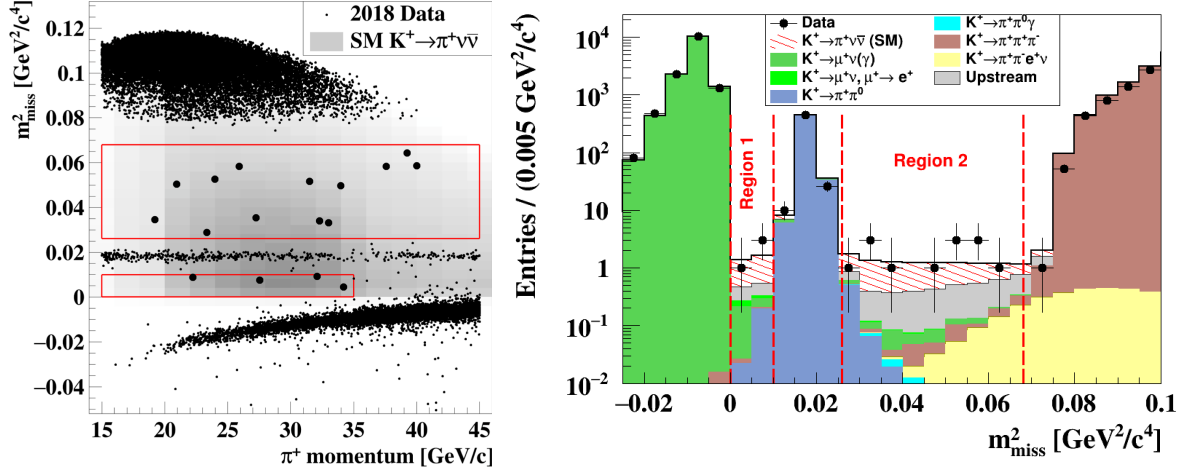 m²miss [GeV²/c⁴]
2018 Data
SM K⁺→π⁺νν̅
0.1
0.08
0.06
0.04
0.02
0
−0.02
−0.04
15 20 25 30 35 40 45
π⁺ momentum [GeV/c]
Entries / (0.005 GeV²/c⁴)
Data
K⁺→π⁺νν̅ (SM)
K⁺→μ⁺ν(γ)
K⁺→μ⁺ν, μ⁺→ e⁺
K⁺→π⁺π⁰
K⁺→π⁺π⁰γ
K⁺→π⁺π⁺π⁻
K⁺→π⁺π⁻e⁺ν
Upstream
Region 1
Region 2
10⁴
10³
10²
10
1
10⁻¹
10⁻²
−0.02 0 0.02 0.04 0.06 0.08 0.1
m²miss [GeV²/c⁴]